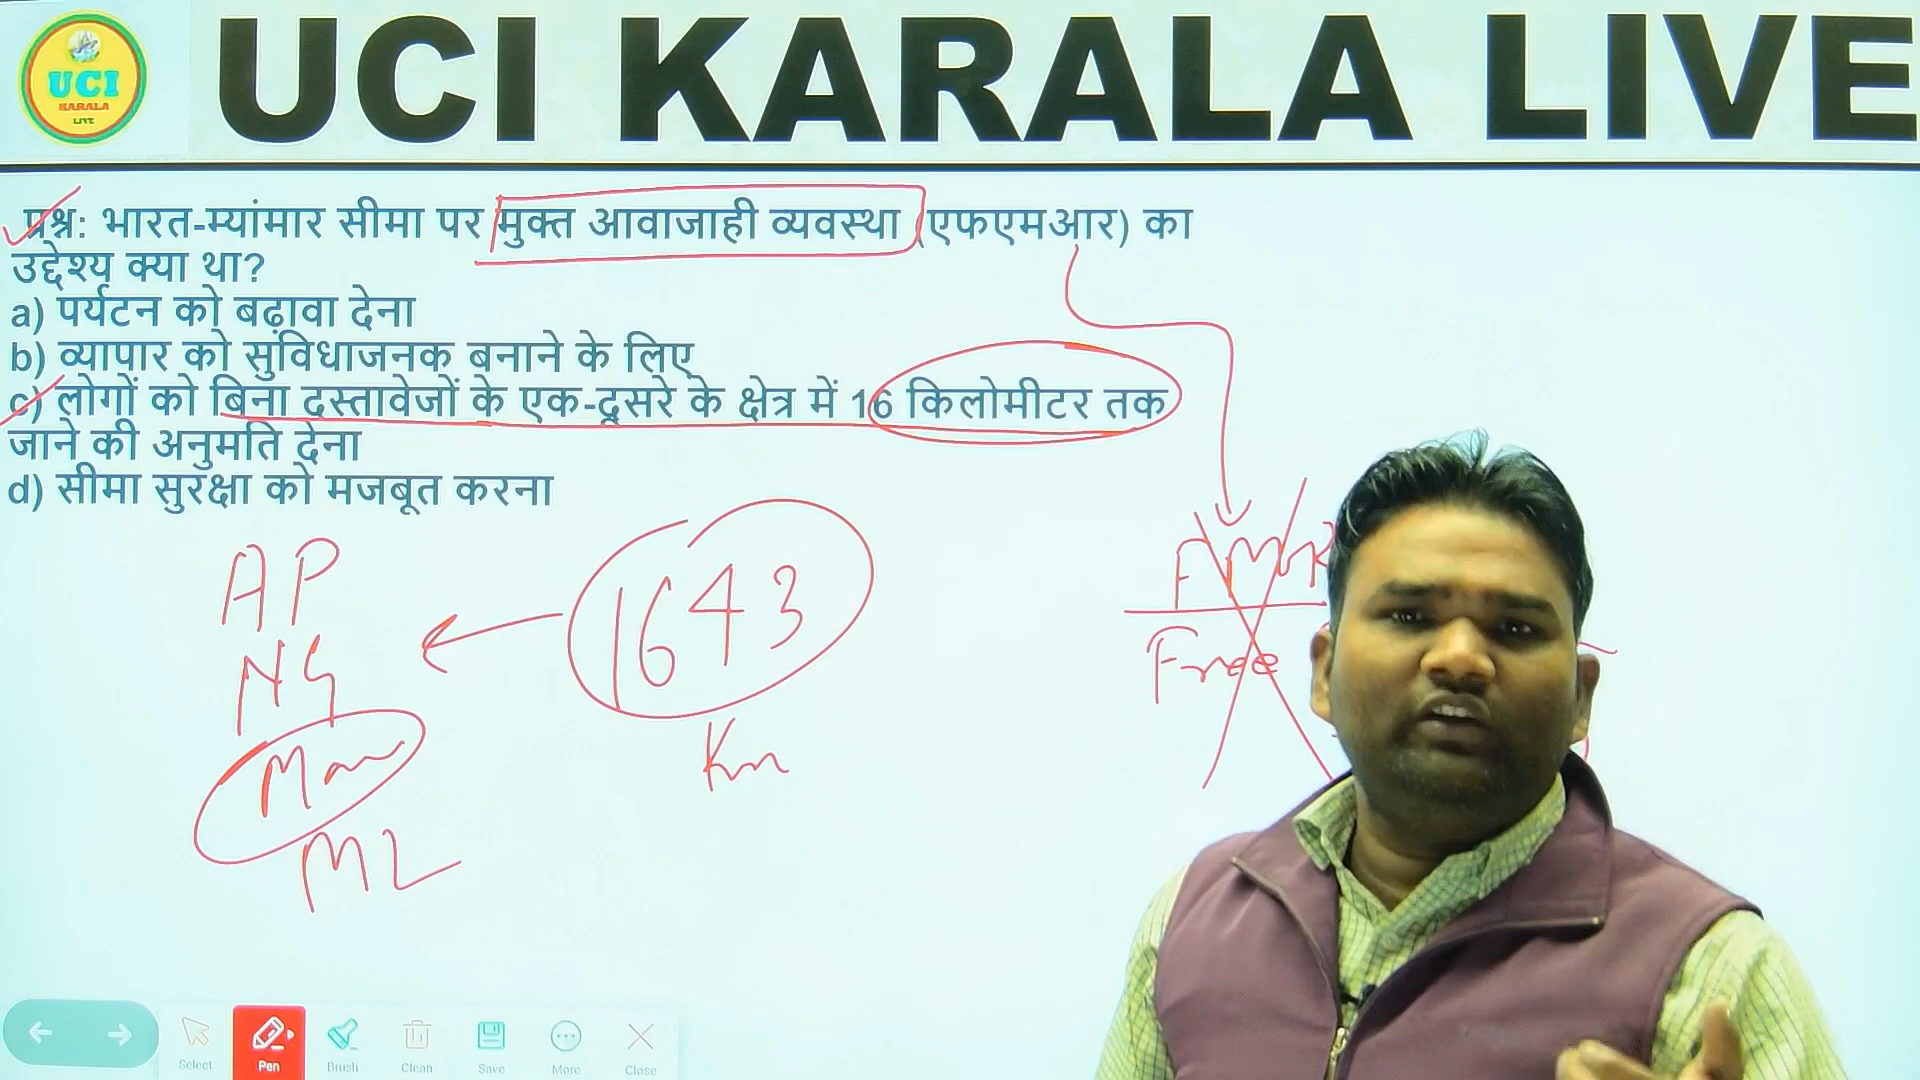 UCI KARALA LIVE
UCI
KARALA
LIVE
प्रश्न: भारत-म्यांमार सीमा पर मुक्त आवाजाही व्यवस्था (एफएमआर) का
उद्देश्य क्या था?
a) पर्यटन को बढ़ावा देना
b) व्यापार को सुविधाजनक बनाने के लिए
c) लोगों को बिना दस्तावेजों के एक-दूसरे के क्षेत्र में 16 किलोमीटर तक
जाने की अनुमति देना
d) सीमा सुरक्षा को मजबूत करना
AP
1643
FMR
NG
Free
Man
Km
MZ
Select
Pen
Brush
Clean
Save
More
Close